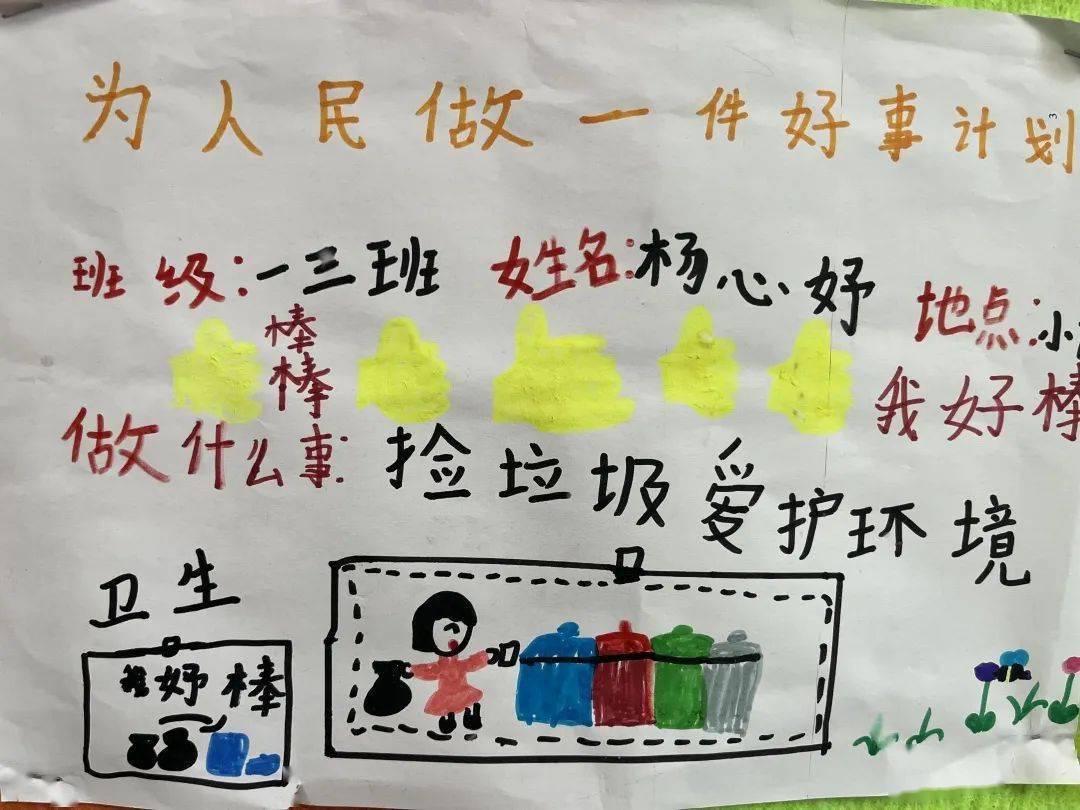 为人民做一件好事计划
班级:一三班 姓名:杨心妤 地点:小
棒棒
我好棒
做什么事: 捡垃圾爱护环境
卫生
妤棒